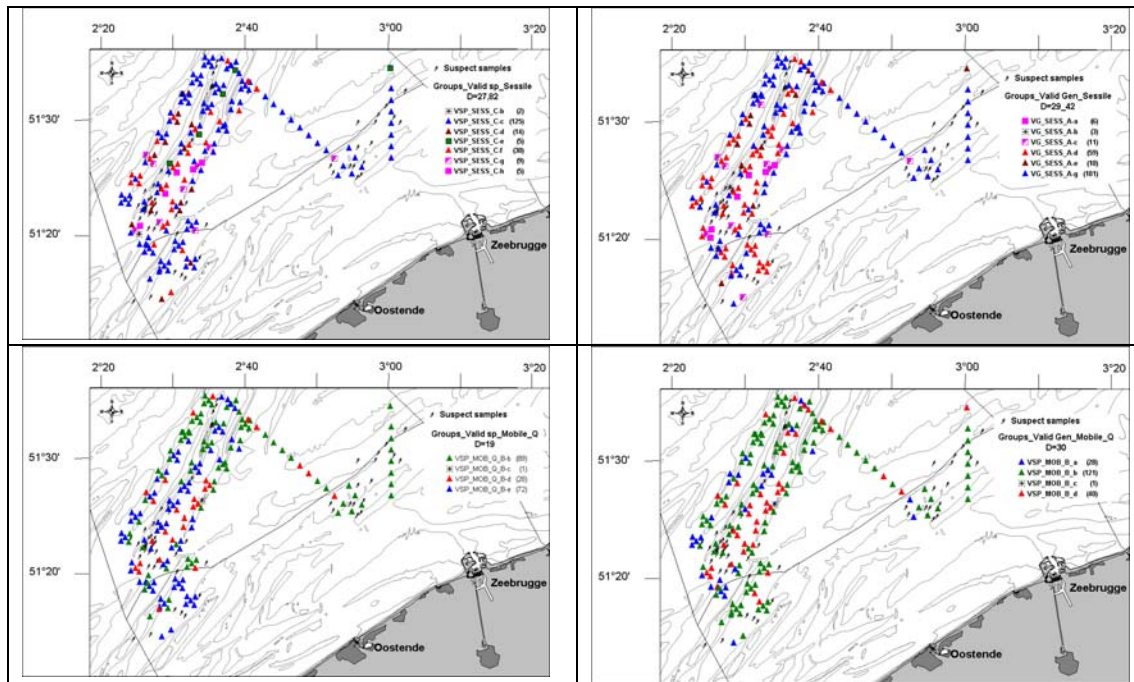 2°20 2°40 3°00 3°20
51°30
51°20
Suspect samples
Groups_Valid sp_Sessile
D=27,82
VSP_SESS_C-b (2)
VSP_SESS_C-c (125)
VSP_SESS_C-d (14)
VSP_SESS_C-e (5)
VSP_SESS_C-f (30)
VSP_SESS_C-g (9)
VSP_SESS_C-h (5)
Zeebrugge
Oostende
2°20 2°40 3°00 3°20
51°30
51°20
Suspect samples
Groups_Valid Gen_Sessile
D=29_42
VG_SESS_A-a (6)
VG_SESS_A-b (3)
VG_SESS_A-c (11)
VG_SESS_A-d (59)
VG_SESS_A-e (10)
VG_SESS_A-g (101)
Zeebrugge
Oostende
2°20 2°40 3°00 3°20
51°30
51°20
Suspect samples
Groups_Valid sp_Mobile_Q
D=19
VSP_MOB_Q_B-b (89)
VSP_MOB_Q_B-c (1)
VSP_MOB_Q_B-d (28)
VSP_MOB_Q_B-e (72)
Zeebrugge
Oostende
2°20 2°40 3°00 3°20
51°30
51°20
Suspect samples
Groups_Valid Gen_Mobile_Q
D=30
VSP_MOB_B_a (28)
VSP_MOB_B_b (121)
VSP_MOB_B_c (1)
VSP_MOB_B_d (40)
Zeebrugge
Oostende